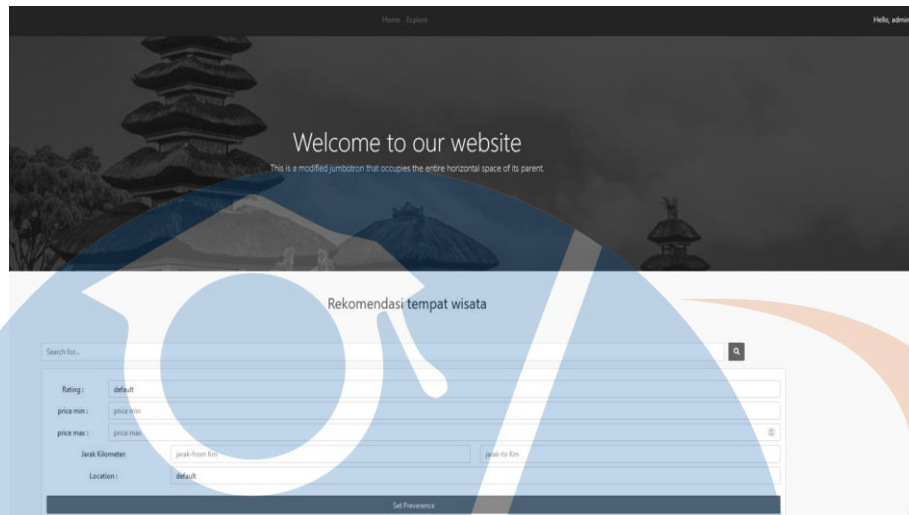 Home Explore
Hello, admin
Welcome to our website
This is a modified jumbotron that occupies the entire horizontal space of its parent.
Rekomendasi tempat wisata
Search for...
Rating : default
price min : price min
price max : price max
Jarak Kilometer: jarak-from Km jarak-to Km
Location : default
Set Preverence